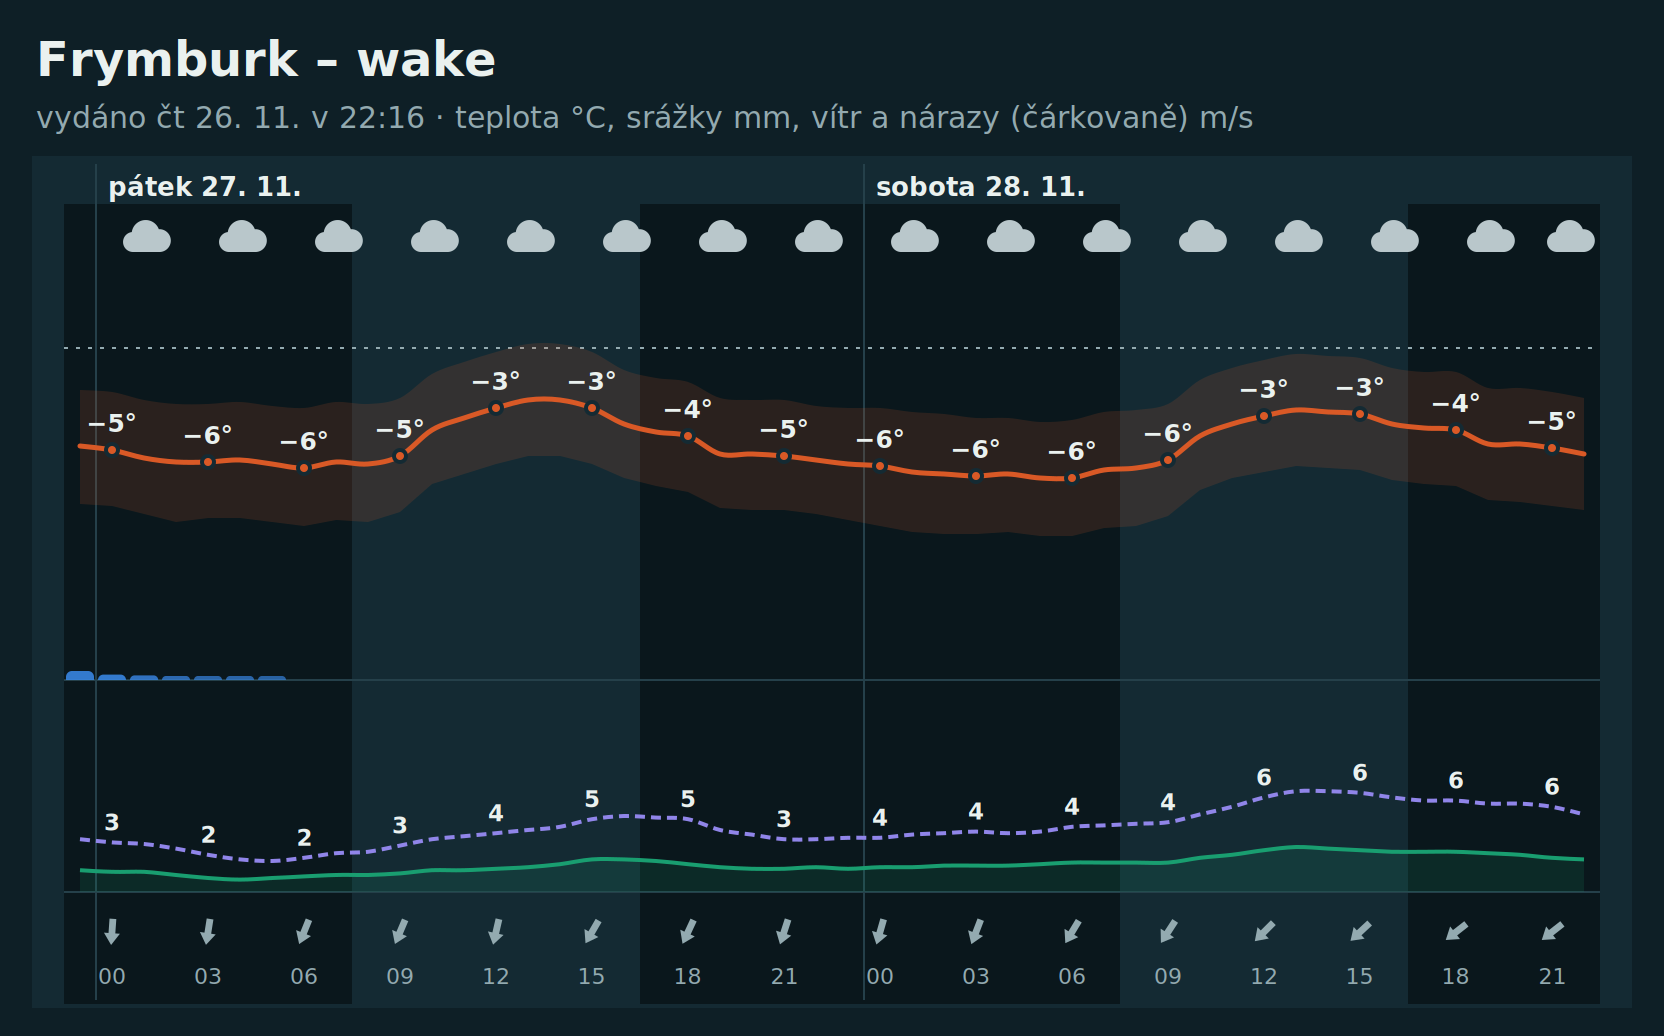 Frymburk – wake
vydáno čt 26. 11. v 22:16 · teplota °C, srážky mm, vítr a nárazy (čárkovaně) m/s
pátek 27. 11. sobota 28. 11.
−5° −6° −6° −5° −3° −3° −4° −5° −6° −6° −6° −6° −3° −3° −4° −5°
3 2 2 3 4 5 5 3 4 4 4 4 6 6 6 6
00 03 06 09 12 15 18 21 00 03 06 09 12 15 18 21